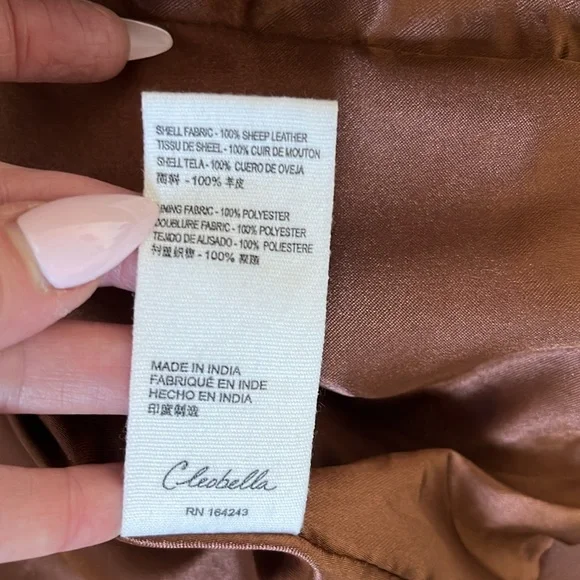 SHELL FABRIC - 100% SHEEP LEATHER
TISSU DE SHEEL - 100% CUIR DE MOUTON
SHELL TELA - 100% CUERO DE OVEJA
面料 - 100% 羊皮
INING FABRIC - 100% POLYESTER
DOUBLURE FABRIC - 100% POLYESTER
TEJIDO DE ALISADO - 100% POLIESTERE
- 100%
MADE IN INDIA
FABRIQUÉ EN INDE
HECHO EN INDIA
印度制造
Cleobella
RN 164243